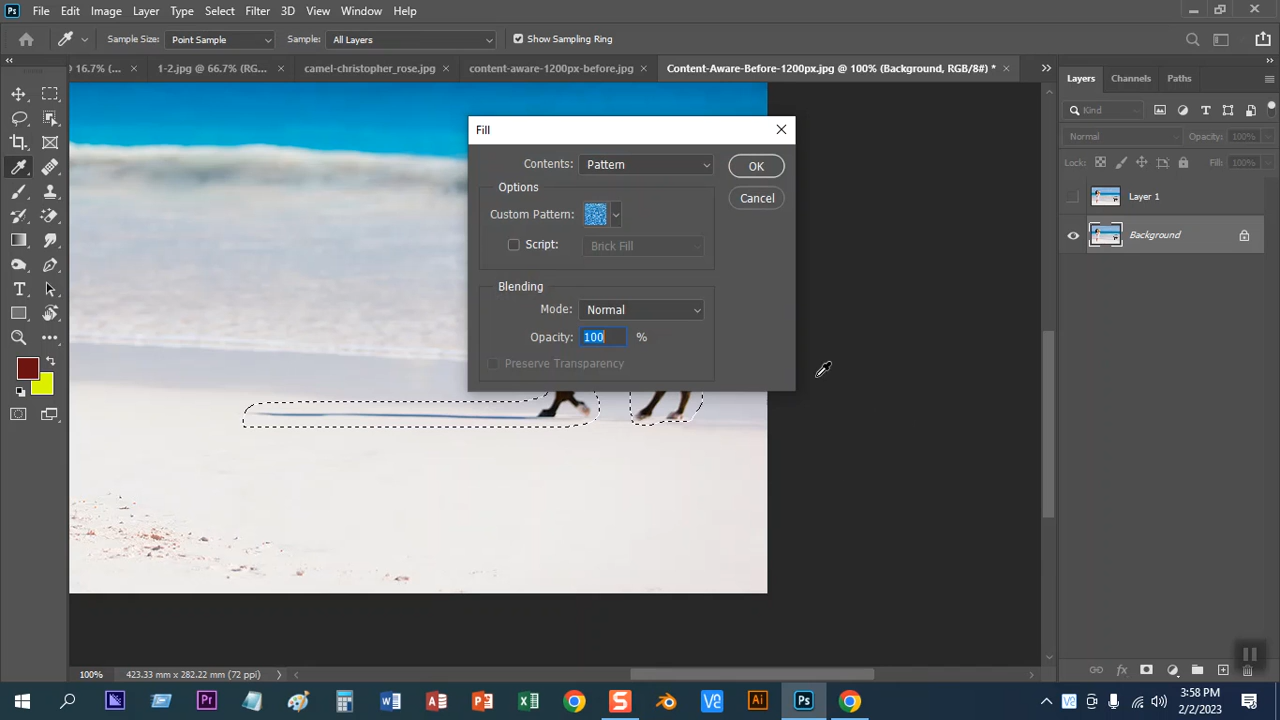 Ps File Edit Image Layer Type Select Filter 3D View Window Help
Sample Size: Point Sample Sample: All Layers Show Sampling Ring
@ 16.7% (... × 1-2.jpg @ 66.7% (RG... × camel-christopher_rose.jpg × content-aware-1200px-before.jpg × Content-Aware-Before-1200px.jpg @ 100% (Background, RGB/8#) * ×
Layers Channels Paths
Kind
Normal Opacity: 100%
Lock: Fill: 100%
Layer 1
Background
Fill
Contents: Pattern OK
Options
Cancel
Custom Pattern:
Script: Brick Fill
Blending
Mode: Normal
Opacity: 100 %
Preserve Transparency
100% 423.33 mm x 282.22 mm (72 ppi)
3:58 PM
2/2/2023